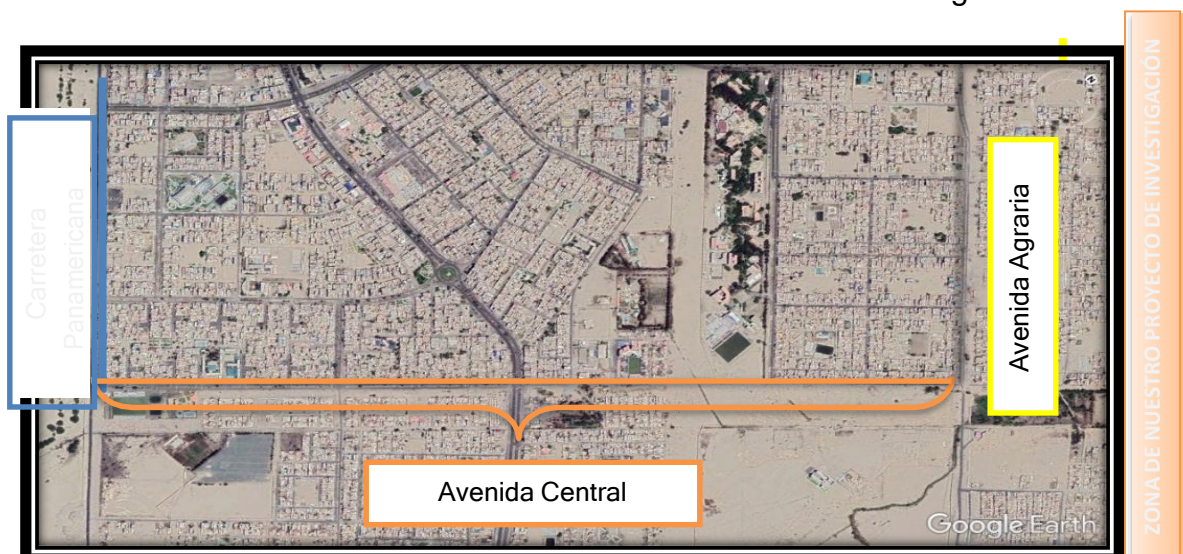 Carretera
Panamericana
Avenida Agraria
Avenida Central
Google Earth
ZONA DE NUESTRO PROYECTO DE INVESTIGACIÓN